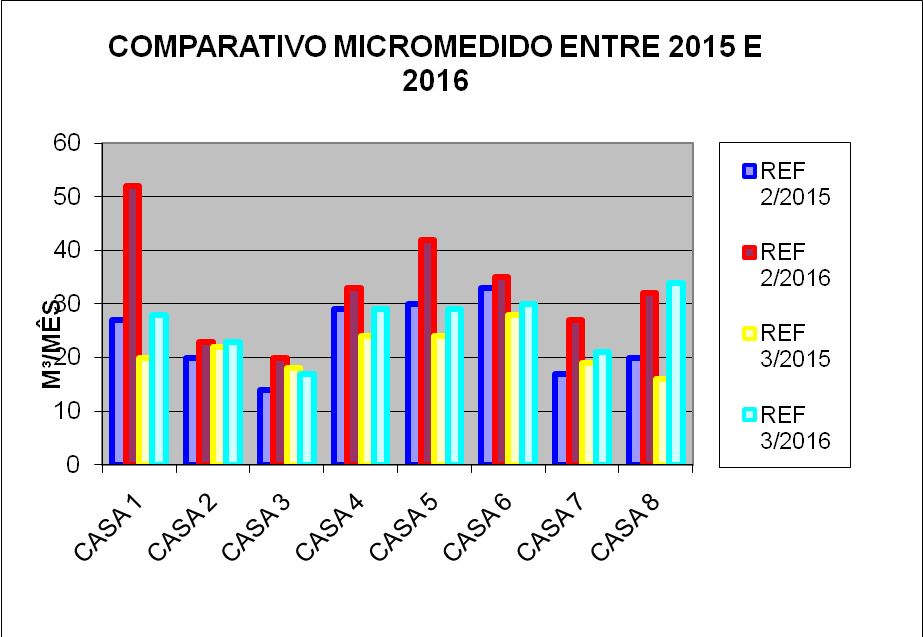 COMPARATIVO MICROMEDIDO ENTRE 2015 E
2016
M³/MÊS
60
50
40
30
20
10
0
CASA 1
CASA 2
CASA 3
CASA 4
CASA 5
CASA 6
CASA 7
CASA 8
REF
2/2015
REF
2/2016
REF
3/2015
REF
3/2016